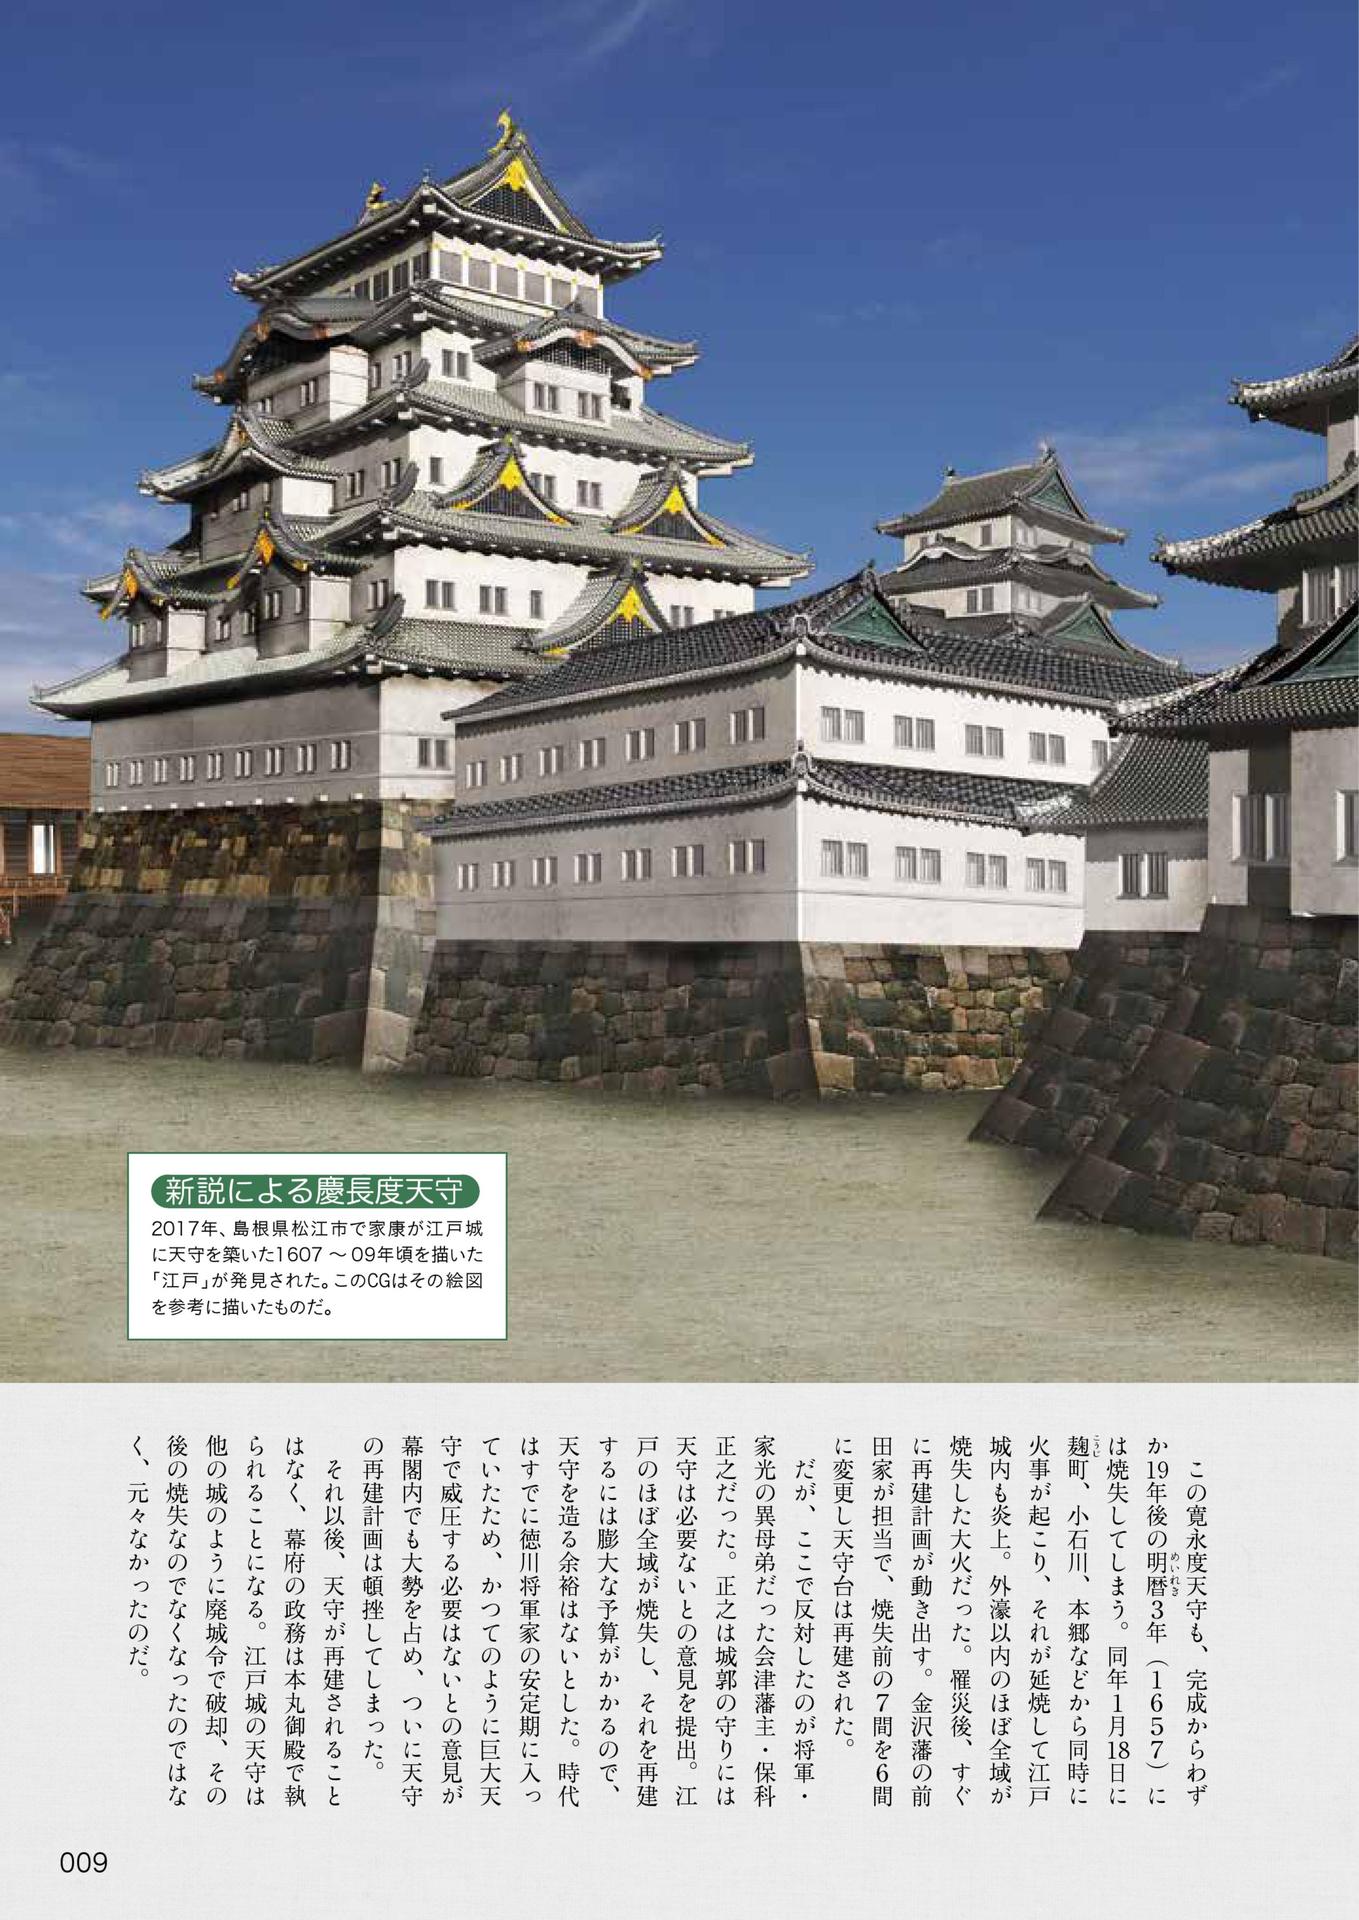 新説による慶長度天守
2017年、島根県松江市で家康が江戸城
に天守を築いた1607～09年頃を描いた
「江戸」が発見された。このCGはその絵図
を参考に描いたものだ。
この寛永度天守も、完成からわず
か19年後の明暦3年（1657）に
めいれき
は焼失してしまう。同年1月18日に
麹町、小石川、本郷などから同時に
こうじ
火事が起こり、それが延焼して江戸
城内も炎上。外濠以内のほぼ全域が
焼失した大火だった。罹災後、すぐ
に再建計画が動き出す。金沢藩の前
田家が担当で、焼失前の7間を6間
に変更し天守台は再建された。
だが、ここで反対したのが将軍・
家光の異母弟だった会津藩主・保科
正之だった。正之は城郭の守りには
天守は必要ないとの意見を提出。江
戸のほぼ全域が焼失し、それを再建
するには膨大な予算がかかるので、
天守を造る余裕はないとした。時代
はすでに徳川将軍家の安定期に入っ
ていたため、かつてのように巨大天
守で威圧する必要はないとの意見が
幕閣内でも大勢を占め、ついに天守
の再建計画は頓挫してしまった。
それ以後、天守が再建されること
はなく、幕府の政務は本丸御殿で執
られることになる。江戸城の天守は
他の城のように廃城令で破却、その
後の焼失なのでなくなったのではな
く、元々なかったのだ。
009